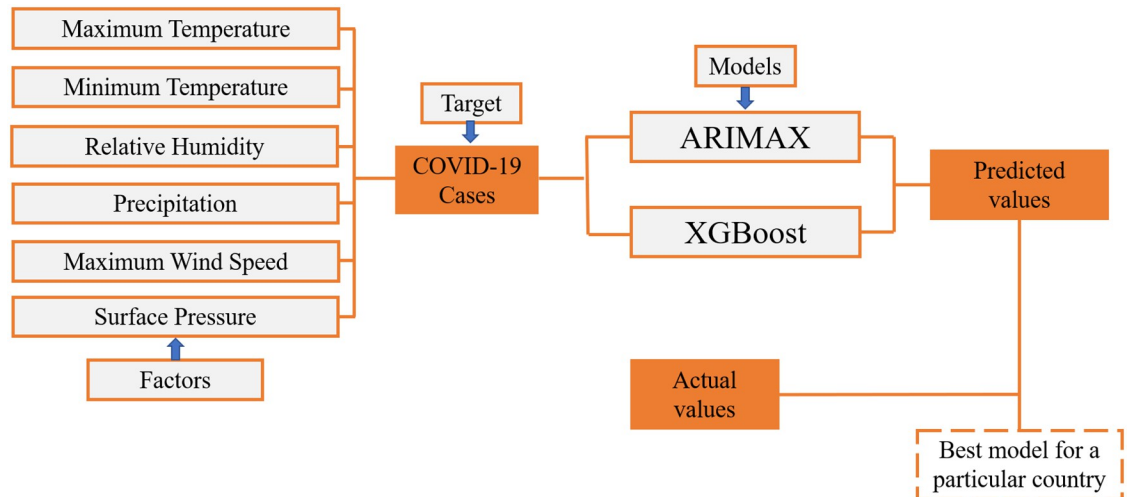 Maximum Temperature
Minimum Temperature
Relative Humidity
Precipitation
Maximum Wind Speed
Surface Pressure
Factors
Target
COVID-19
Cases
Models
ARIMAX
XGBoost
Predicted
values
Actual
values
Best model for a
particular country